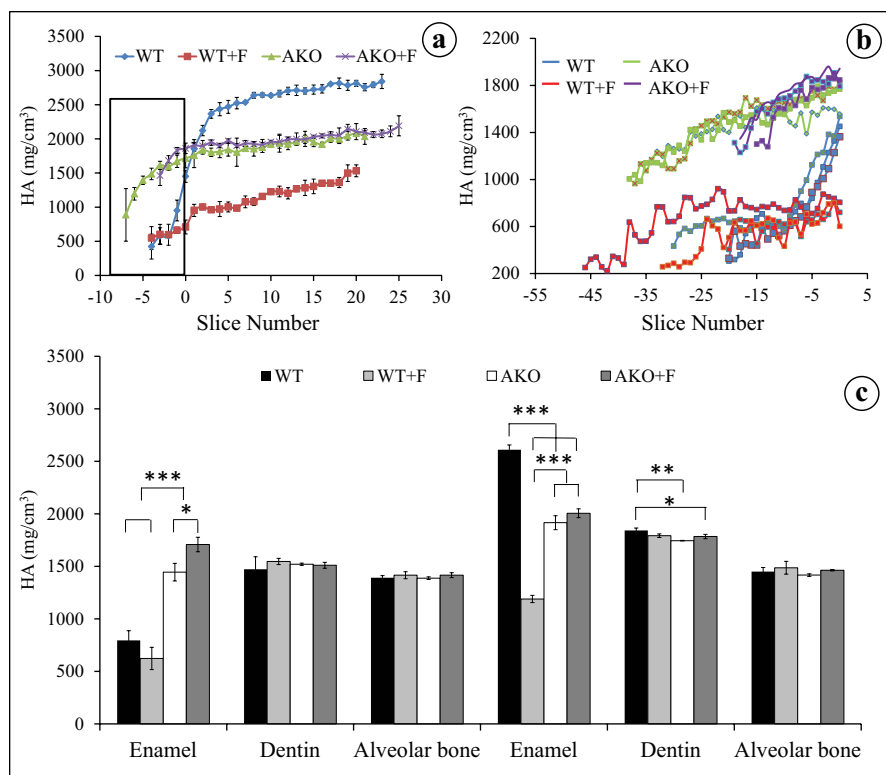 a
WT WT+F AKO AKO+F
HA (mg/cm³)
3500
3000
2500
2000
1500
1000
500
0
-10 -5 0 5 10 15 20 25 30
Slice Number
b
WT AKO
WT+F AKO+F
HA (mg/cm³)
2200
1800
1400
1000
600
200
-55 -45 -35 -25 -15 -5 5
Slice Number
c
WT WT+F AKO AKO+F
HA (mg/cm³)
3500
3000
2500
2000
1500
1000
500
0
***
*
***
***
**
*
Enamel Dentin Alveolar bone Enamel Dentin Alveolar bone